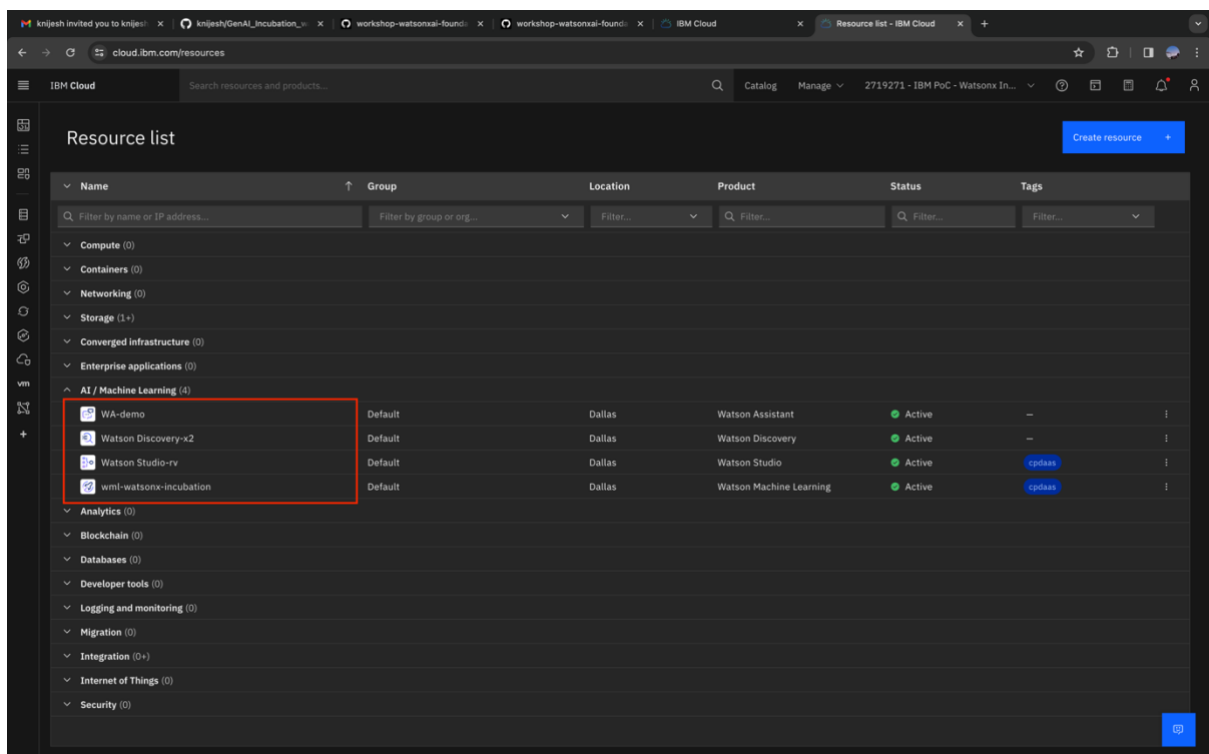 knijesh invited you to knijesh
knijesh/GenAI_Incubation_w
workshop-watsonxai-founda
workshop-watsonxai-founda
IBM Cloud
Resource list - IBM Cloud
cloud.ibm.com/resources
IBM Cloud
Search resources and products...
Catalog
Manage
2719271 - IBM PoC - Watsonx In...
Resource list
Create resource +
Name Group Location Product Status Tags
Filter by name or IP address... Filter by group or org... Filter... Filter... Filter... Filter...
Compute (0)
Containers (0)
Networking (0)
Storage (1+)
Converged infrastructure (0)
Enterprise applications (0)
AI / Machine Learning (4)
WA-demo Default Dallas Watson Assistant Active –
Watson Discovery-x2 Default Dallas Watson Discovery Active –
Watson Studio-rv Default Dallas Watson Studio Active cpdaas
wml-watsonx-incubation Default Dallas Watson Machine Learning Active cpdaas
Analytics (0)
Blockchain (0)
Databases (0)
Developer tools (0)
Logging and monitoring (0)
vm
Migration (0)
Integration (0+)
Internet of Things (0)
Security (0)